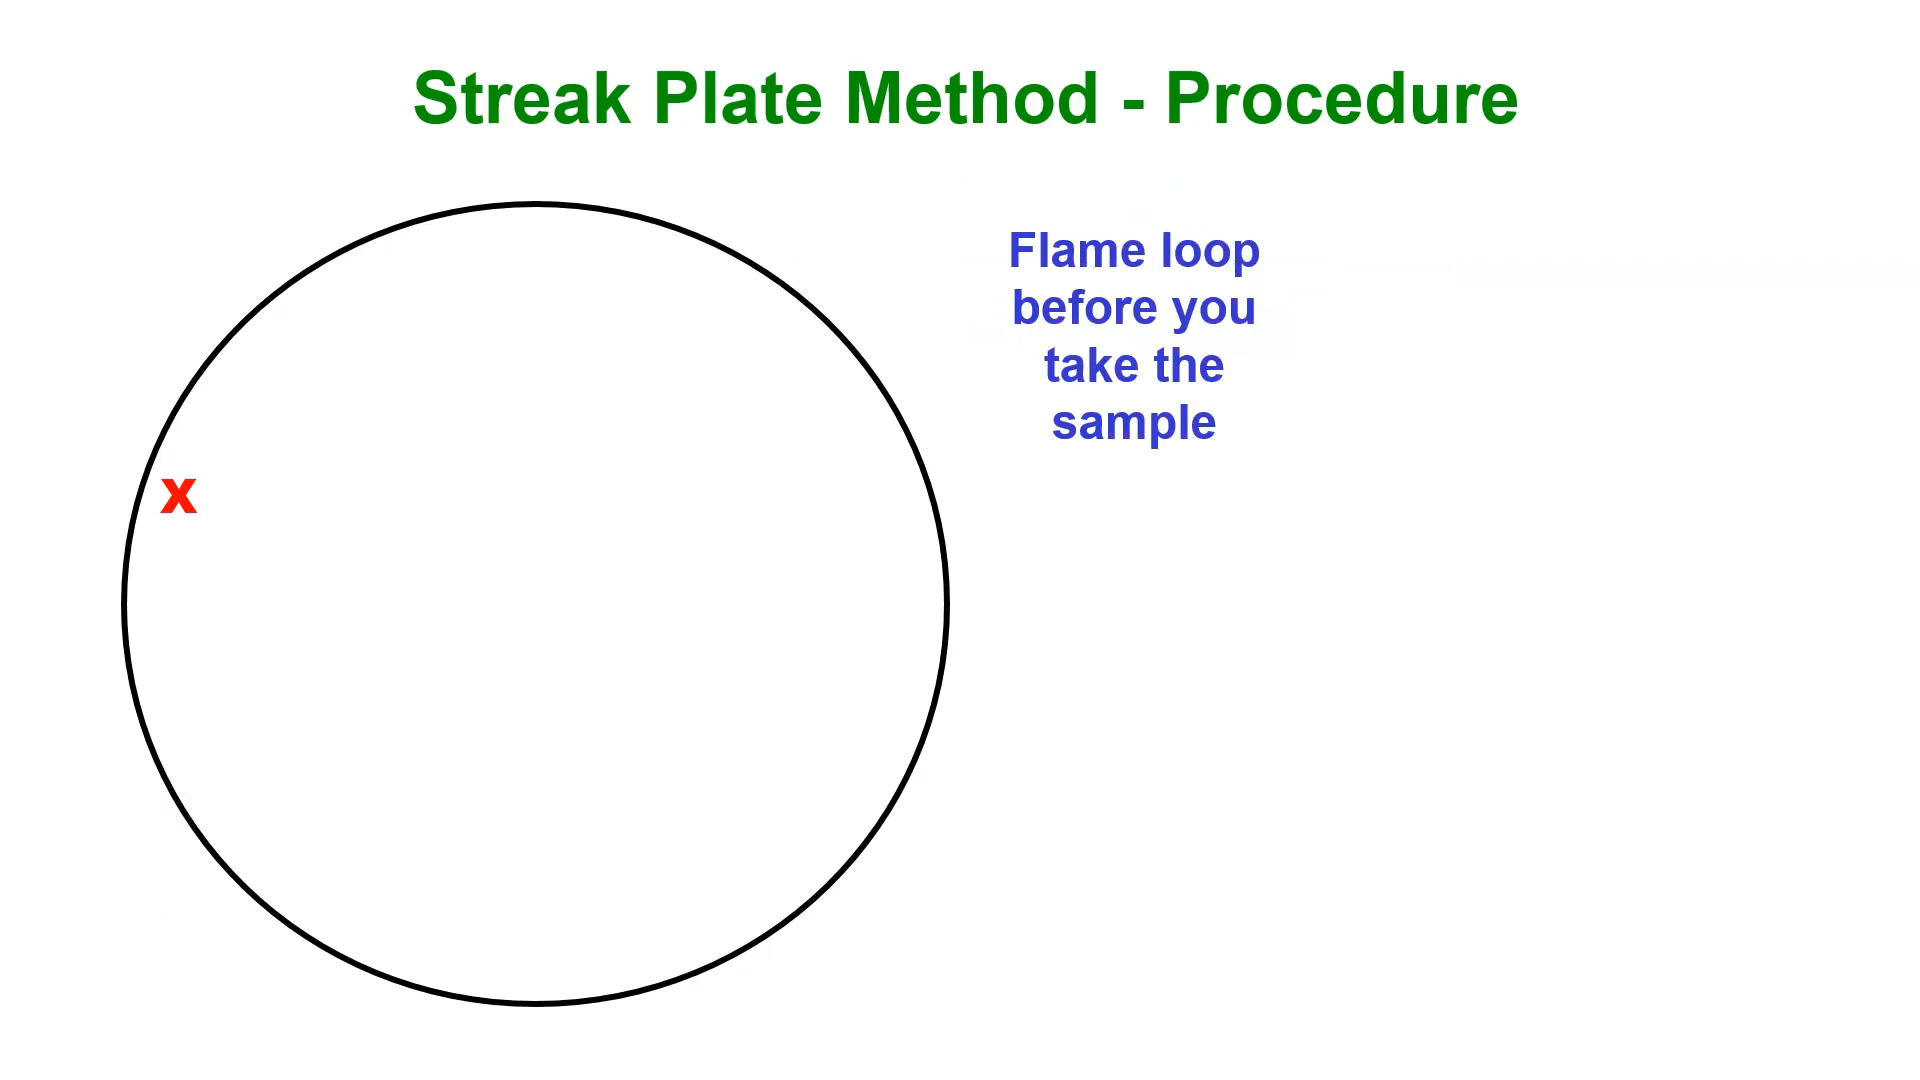 Streak Plate Method - Procedure
Flame loop
before you
take the
sample
x